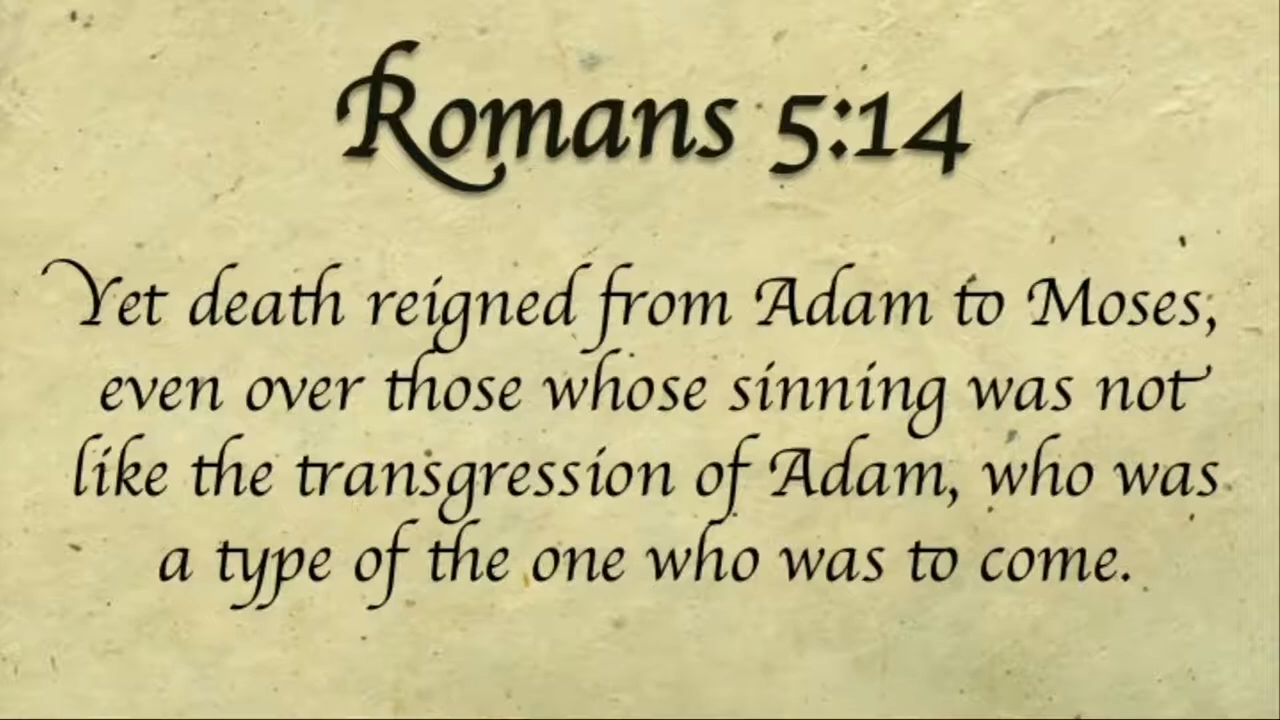 Romans 5:14
Yet death reigned from Adam to Moses,
even over those whose sinning was not
like the transgression of Adam, who was
a type of the one who was to come.